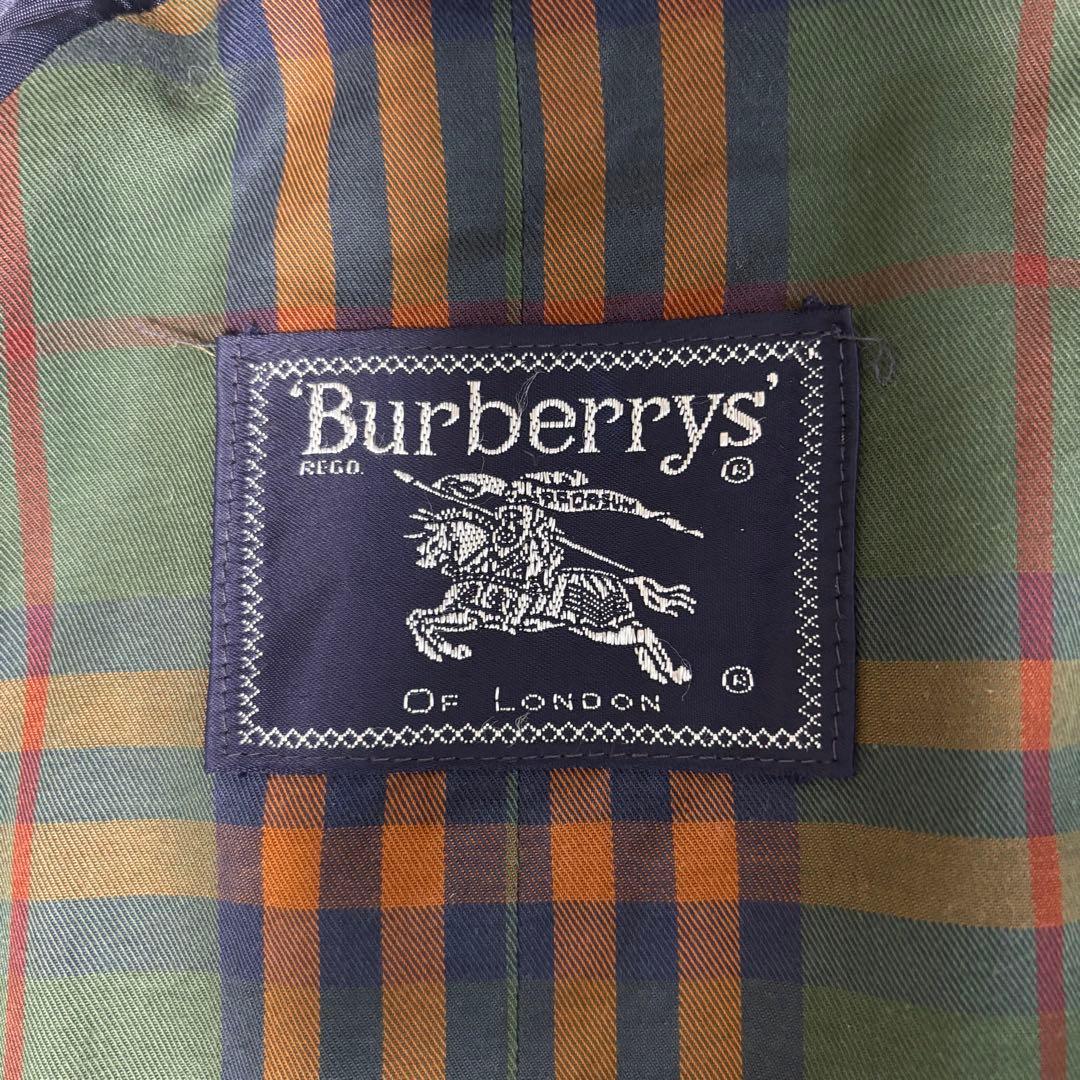 'Burberrys'
REGD. ®
PRORSUM
OF LONDON ®